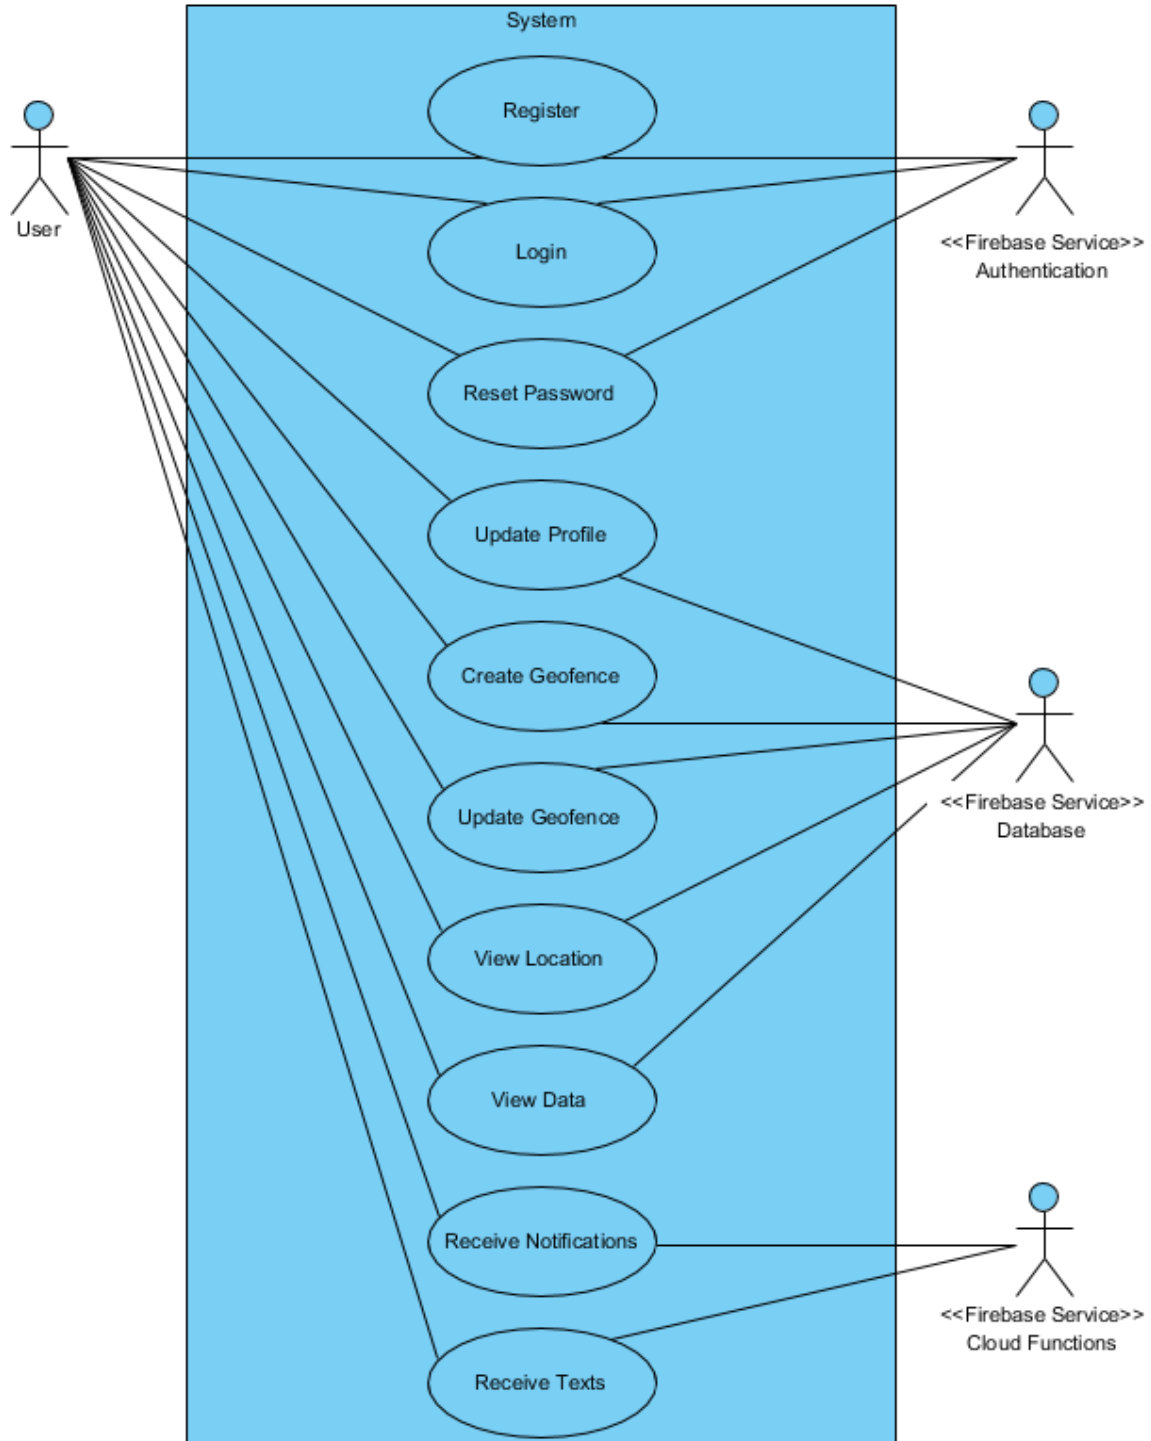 System
Register
User
Login
<<Firebase Service>>
Authentication
Reset Password
Update Profile
Create Geofence
Update Geofence
<<Firebase Service>>
Database
View Location
View Data
Receive Notifications
<<Firebase Service>>
Cloud Functions
Receive Texts